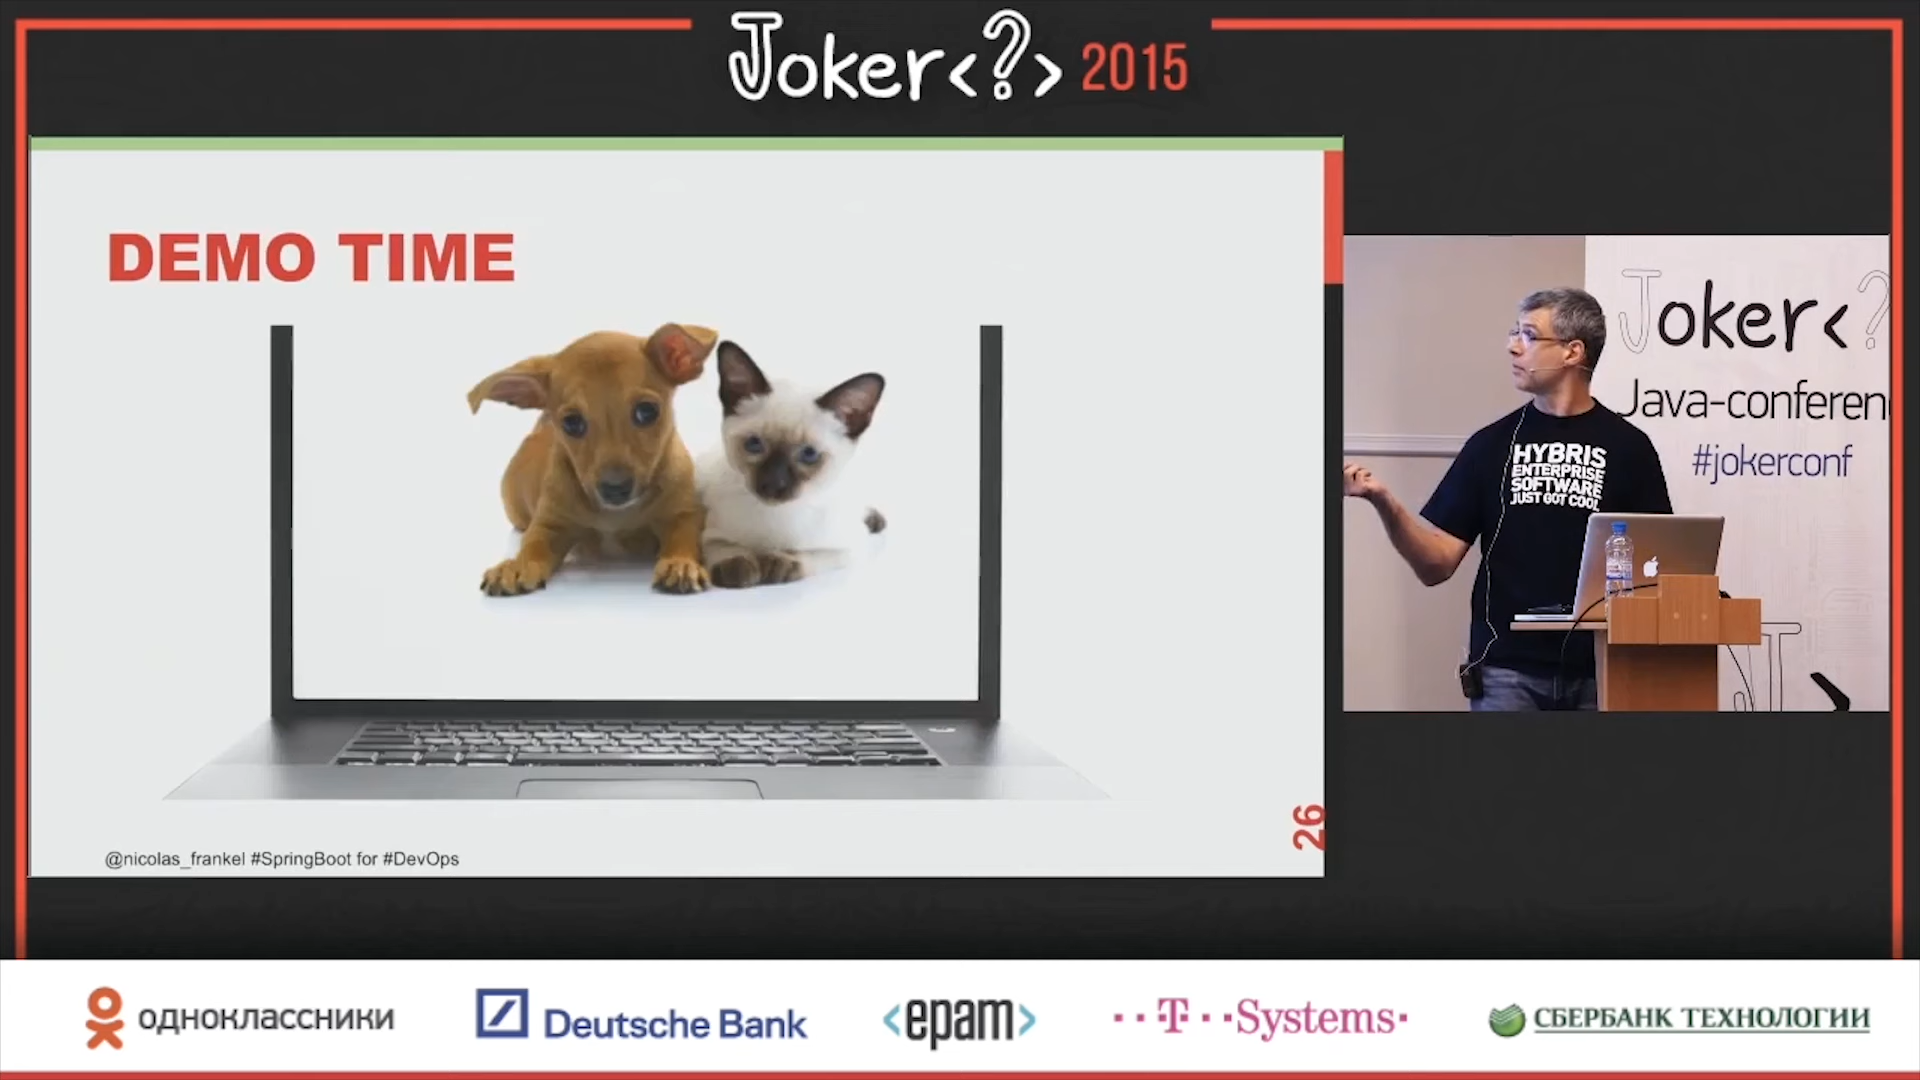 Joker<?> 2015
DEMO TIME
@nicolas_frankel #SpringBoot for #DevOps
26
Joker<?
Java-conferen
#jokerconf
HYBRIS
ENTERPRISE
SOFTWARE
JUST GOT COOL
одноклассники
Deutsche Bank
<epam>
··T··Systems·
СБЕРБАНК ТЕХНОЛОГИИ